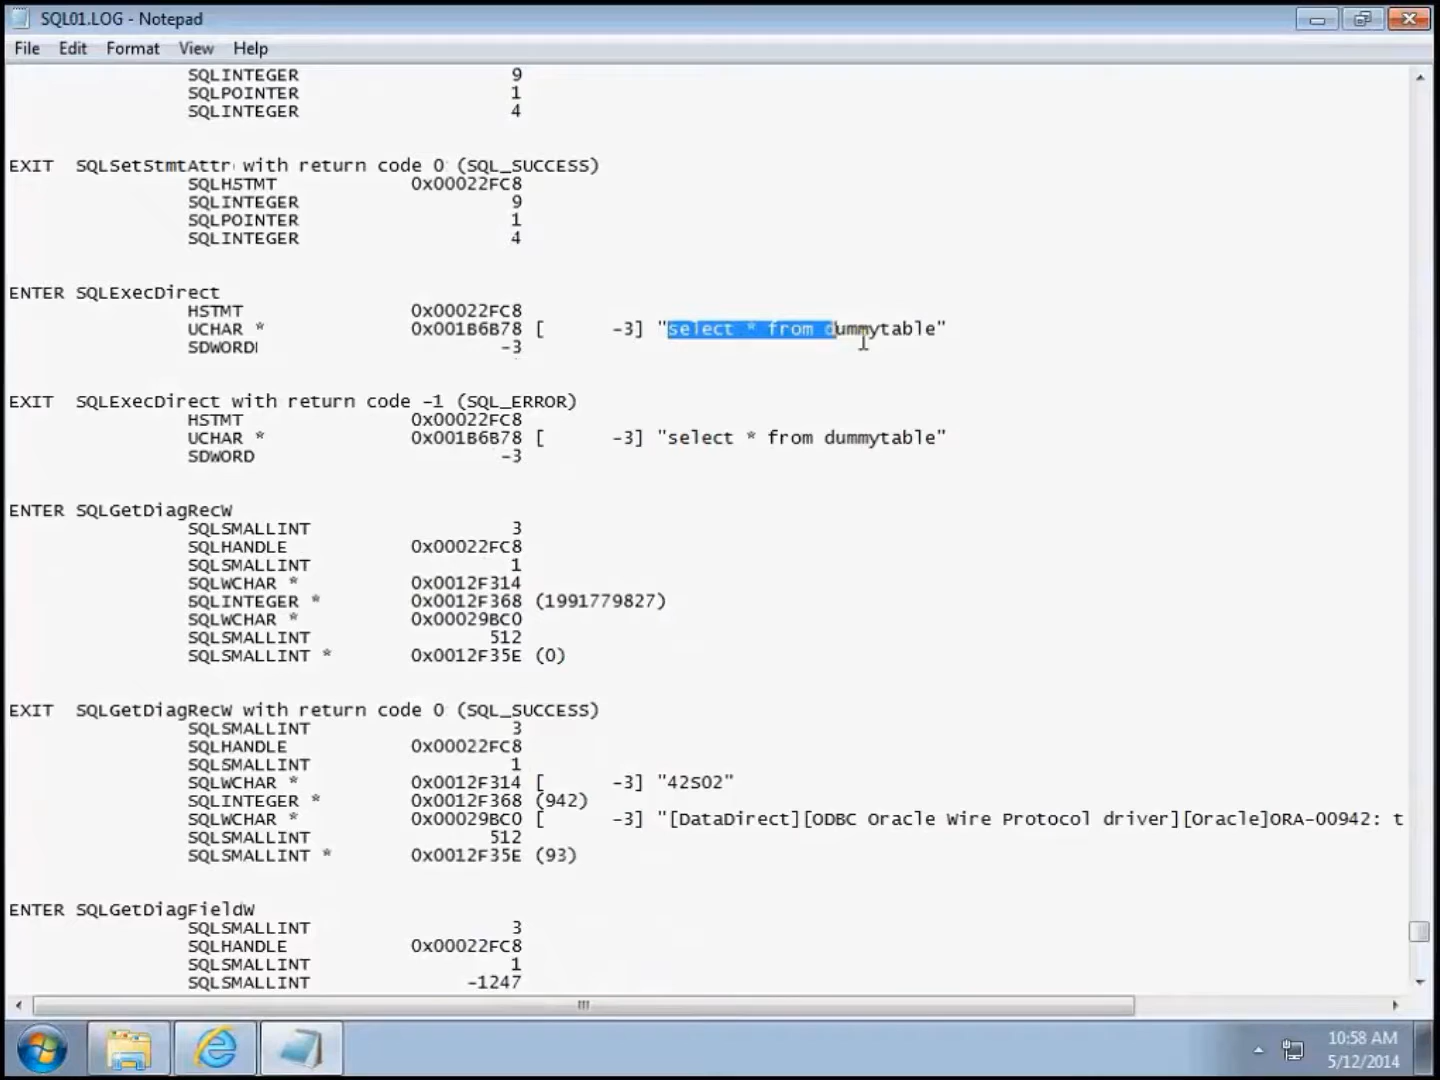 SQL01.LOG - Notepad
File Edit Format View Help
SQLINTEGER 9
SQLPOINTER 1
SQLINTEGER 4
EXIT SQLSetStmtAttr with return code 0 (SQL_SUCCESS)
SQLHSTMT 0x00022FC8
SQLINTEGER 9
SQLPOINTER 1
SQLINTEGER 4
ENTER SQLExecDirect
HSTMT 0x00022FC8
UCHAR * 0x001B6B78 [ -3] "select * from dummytable"
SDWORD -3
EXIT SQLExecDirect with return code -1 (SQL_ERROR)
HSTMT 0x00022FC8
UCHAR * 0x001B6B78 [ -3] "select * from dummytable"
SDWORD -3
ENTER SQLGetDiagRecW
SQLSMALLINT 3
SQLHANDLE 0x00022FC8
SQLSMALLINT 1
SQLWCHAR * 0x0012F314
SQLINTEGER * 0x0012F368 (1991779827)
SQLWCHAR * 0x00029BC0
SQLSMALLINT 512
SQLSMALLINT * 0x0012F35E (0)
EXIT SQLGetDiagRecW with return code 0 (SQL_SUCCESS)
SQLSMALLINT 3
SQLHANDLE 0x00022FC8
SQLSMALLINT 1
SQLWCHAR * 0x0012F314 [ -3] "42S02"
SQLINTEGER * 0x0012F368 (942)
SQLWCHAR * 0x00029BC0 [ -3] "[DataDirect][ODBC Oracle Wire Protocol driver][Oracle]ORA-00942: t
SQLSMALLINT 512
SQLSMALLINT * 0x0012F35E (93)
ENTER SQLGetDiagFieldW
SQLSMALLINT 3
SQLHANDLE 0x00022FC8
SQLSMALLINT 1
SQLSMALLINT -1247
10:58 AM
5/12/2014